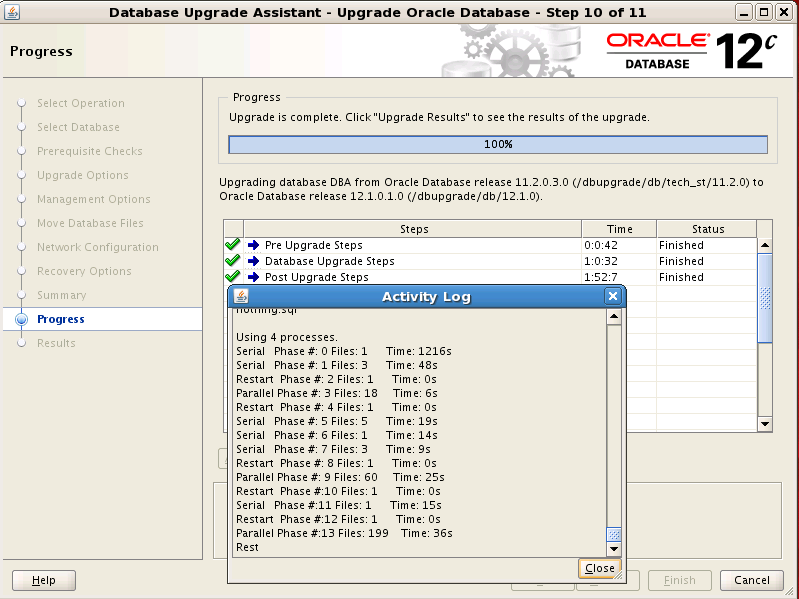 Database Upgrade Assistant - Upgrade Oracle Database - Step 10 of 11
Progress
ORACLE
DATABASE
12c
Select Operation
Select Database
Prerequisite Checks
Upgrade Options
Management Options
Move Database Files
Network Configuration
Recovery Options
Summary
Progress
Results
Progress
Upgrade is complete. Click "Upgrade Results" to see the results of the upgrade.
100%
Upgrading database DBA from Oracle Database release 11.2.0.3.0 (/dbupgrade/db/tech_st/11.2.0) to
Oracle Database release 12.1.0.1.0 (/dbupgrade/db/12.1.0).
Steps Time Status
Pre Upgrade Steps 0:0:42 Finished
Database Upgrade Steps 1:0:32 Finished
Post Upgrade Steps 1:52:7 Finished
Activity Log
nothing.sql
Using 4 processes.
Serial Phase #: 0 Files: 1 Time: 1216s
Serial Phase #: 1 Files: 3 Time: 48s
Restart Phase #: 2 Files: 1 Time: 0s
Parallel Phase #: 3 Files: 18 Time: 6s
Restart Phase #: 4 Files: 1 Time: 0s
Serial Phase #: 5 Files: 5 Time: 19s
Serial Phase #: 6 Files: 1 Time: 14s
Serial Phase #: 7 Files: 3 Time: 9s
Restart Phase #: 8 Files: 1 Time: 0s
Parallel Phase #: 9 Files: 60 Time: 25s
Restart Phase #:10 Files: 1 Time: 0s
Serial Phase #:11 Files: 1 Time: 15s
Restart Phase #:12 Files: 1 Time: 0s
Parallel Phase #:13 Files: 199 Time: 36s
Rest
Close
Help
Finish
Cancel